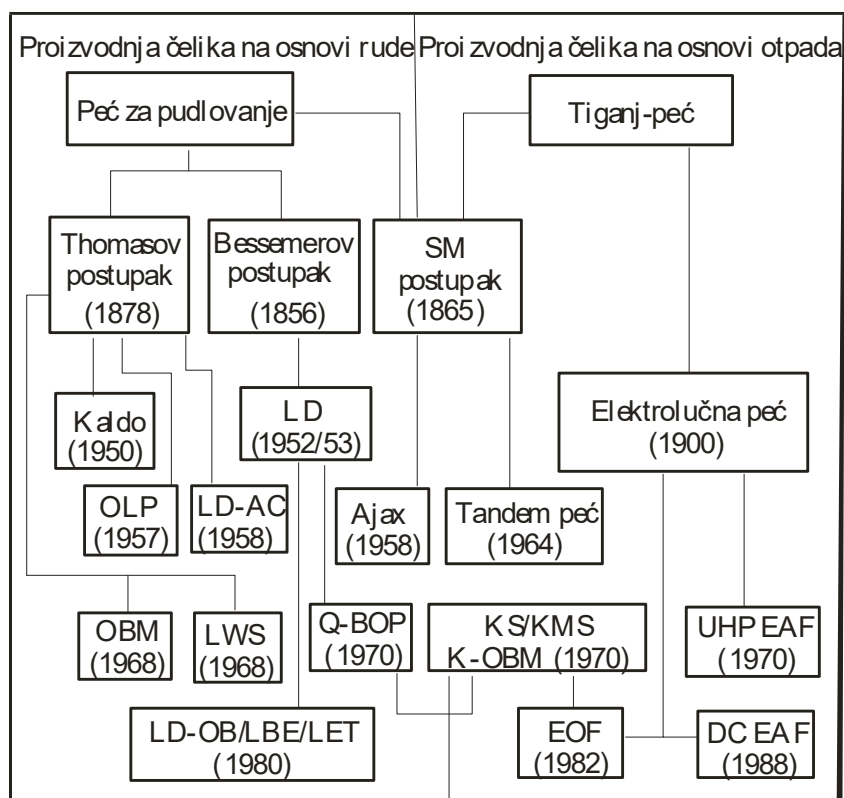 Proizvodnja čelika na osnovi rude
Proizvodnja čelika na osnovi otpada
Peć za pudlovanje
Tiganj-peć
Thomasov
postupak
(1878)
Bessemerov
postupak
(1856)
SM
postupak
(1865)
Kaldo
(1950)
LD
(1952/53)
Elektrolučna peć
(1900)
OLP
(1957)
LD-AC
(1958)
Ajax
(1958)
Tandem peć
(1964)
OBM
(1968)
LWS
(1968)
Q-BOP
(1970)
KS/KMS
K-OBM (1970)
UHP EAF
(1970)
LD-OB/LBE/LET
(1980)
EOF
(1982)
DC EAF
(1988)